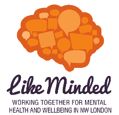 Like Minded
WORKING TOGETHER FOR MENTAL
HEALTH AND WELLBEING IN NW LONDON